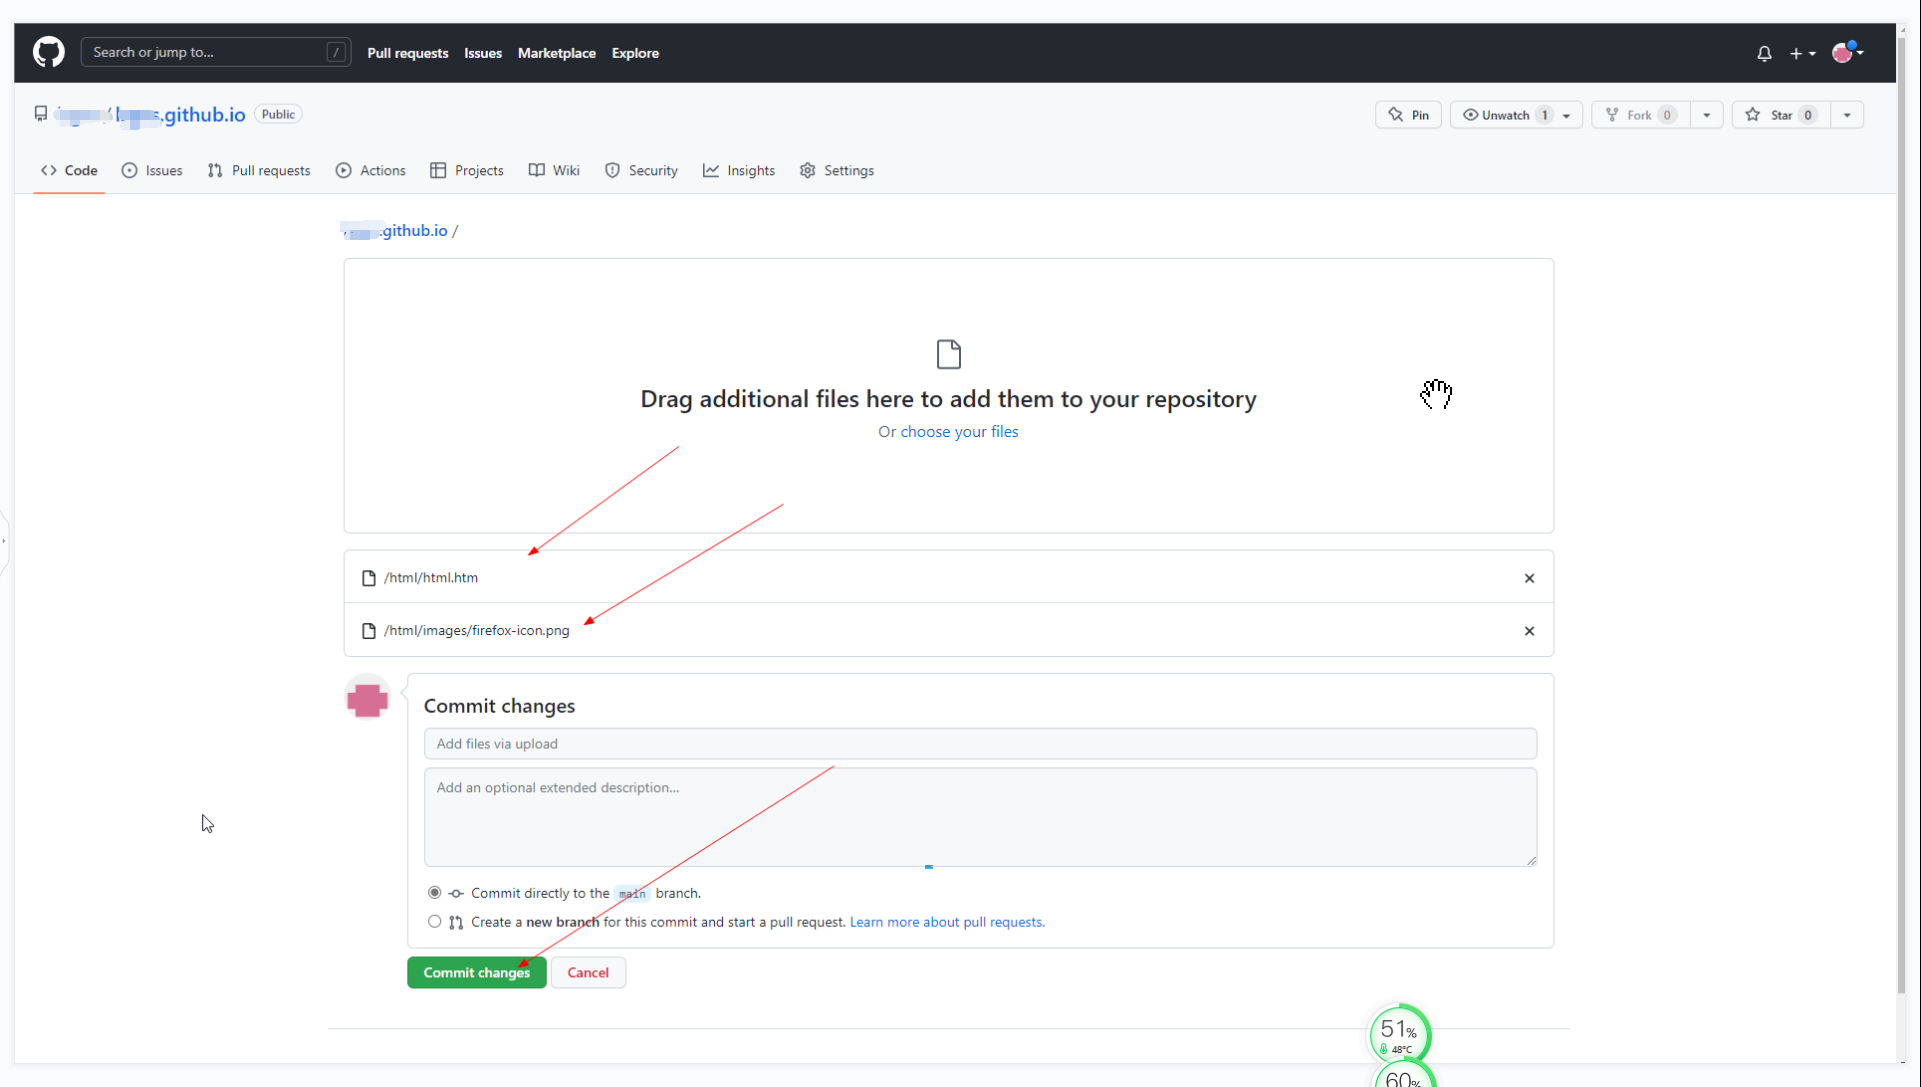 Search or jump to... / Pull requests Issues Marketplace Explore
.github.io Public Pin Unwatch 1 Fork 0 Star 0
Code Issues Pull requests Actions Projects Wiki Security Insights Settings
.github.io /
Drag additional files here to add them to your repository
Or choose your files
/html/html.htm
/html/images/firefox-icon.png
Commit changes
Add files via upload
Add an optional extended description...
Commit directly to the main branch.
Create a new branch for this commit and start a pull request. Learn more about pull requests.
Commit changes Cancel
51%
48°C
60%